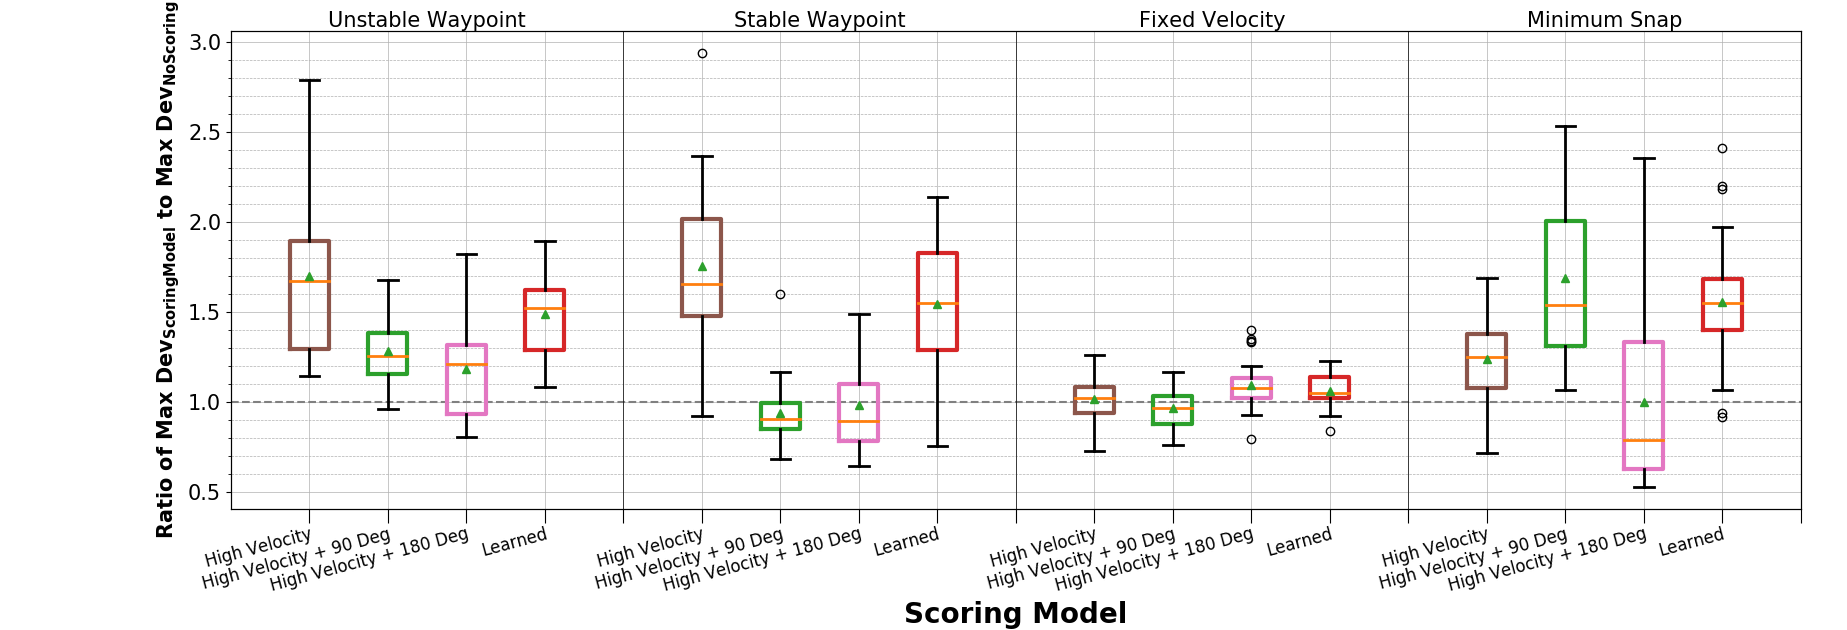 Unstable Waypoint
Stable Waypoint
Fixed Velocity
Minimum Snap
Ratio of Max DevScoringModel to Max DevNoScoring
3.0
2.5
2.0
1.5
1.0
0.5
High Velocity
High Velocity + 90 Deg
High Velocity + 180 Deg
Learned
High Velocity
High Velocity + 90 Deg
High Velocity + 180 Deg
Learned
High Velocity
High Velocity + 90 Deg
High Velocity + 180 Deg
Learned
High Velocity
High Velocity + 90 Deg
High Velocity + 180 Deg
Learned
Scoring Model